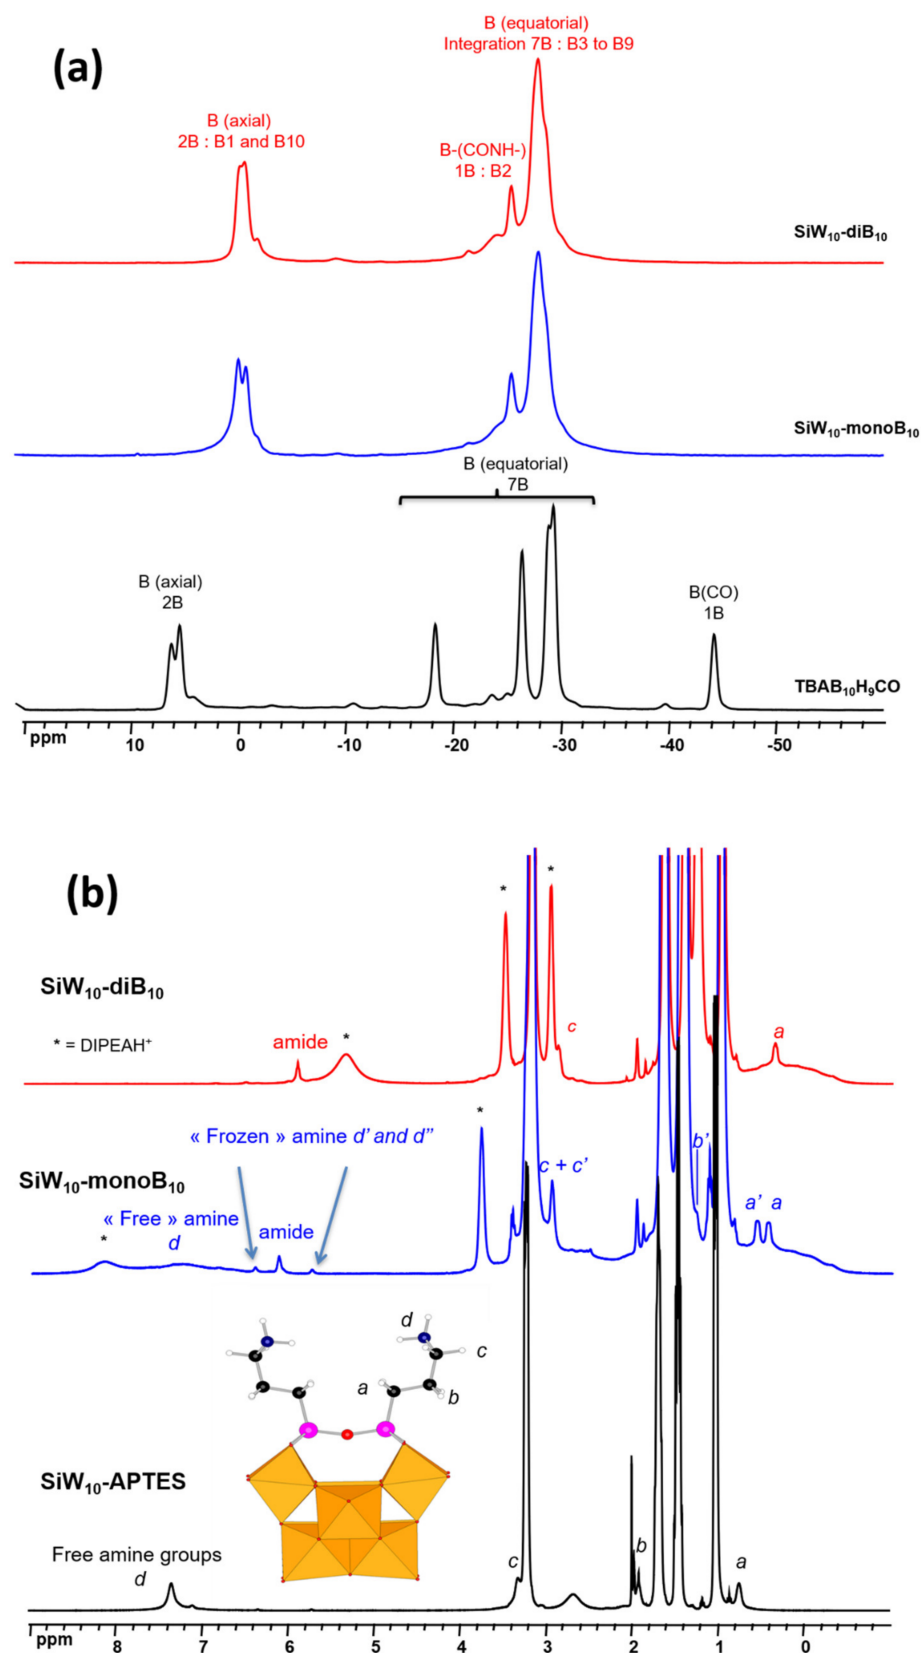 (a)
B (equatorial)
Integration 7B : B3 to B9
B (axial)
2B : B1 and B10
B-(CONH-)
1B : B2
SiW₁₀-diB₁₀
SiW₁₀-monoB₁₀
B (equatorial)
7B
B (axial)
2B
B(CO)
1B
TBAB₁₀H₉CO
ppm 10 0 -10 -20 -30 -40 -50
(b)
* *
SiW₁₀-diB₁₀
* = DIPEAH⁺
amide * c a
« Frozen » amine d' and d" *
SiW₁₀-monoB₁₀
c + c' b'
« Free » amine
* d amide a' a
d
c
a b
SiW₁₀-APTES
Free amine groups
d c b a
ppm 8 7 6 5 4 3 2 1 0